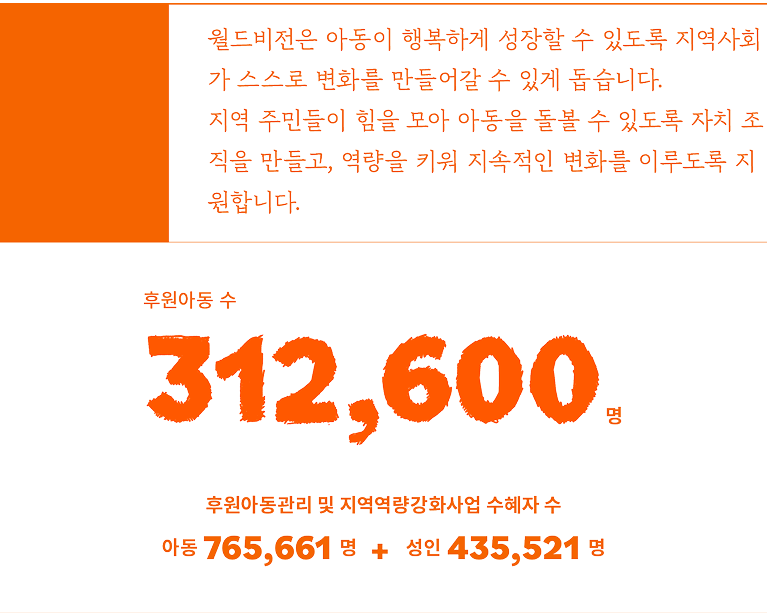 월드비전은 아동이 행복하게 성장할 수 있도록 지역사회
가 스스로 변화를 만들어갈 수 있게 돕습니다.
지역 주민들이 힘을 모아 아동을 돌볼 수 있도록 자치 조
직을 만들고, 역량을 키워 지속적인 변화를 이루도록 지
원합니다.
후원아동 수
312,600 명
후원아동관리 및 지역역량강화사업 수혜자 수
아동 765,661 명 + 성인 435,521 명